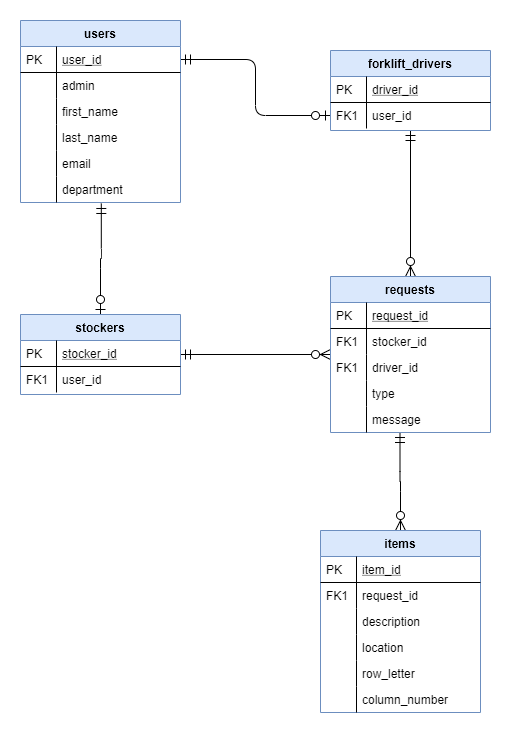 users
PK user_id
admin
first_name
last_name
email
department
forklift_drivers
PK driver_id
FK1 user_id
stockers
PK stocker_id
FK1 user_id
requests
PK request_id
FK1 stocker_id
FK1 driver_id
type
message
items
PK item_id
FK1 request_id
description
location
row_letter
column_number